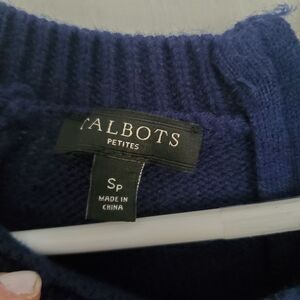 TALBOTS
PETITES
SP
MADE IN
CHINA